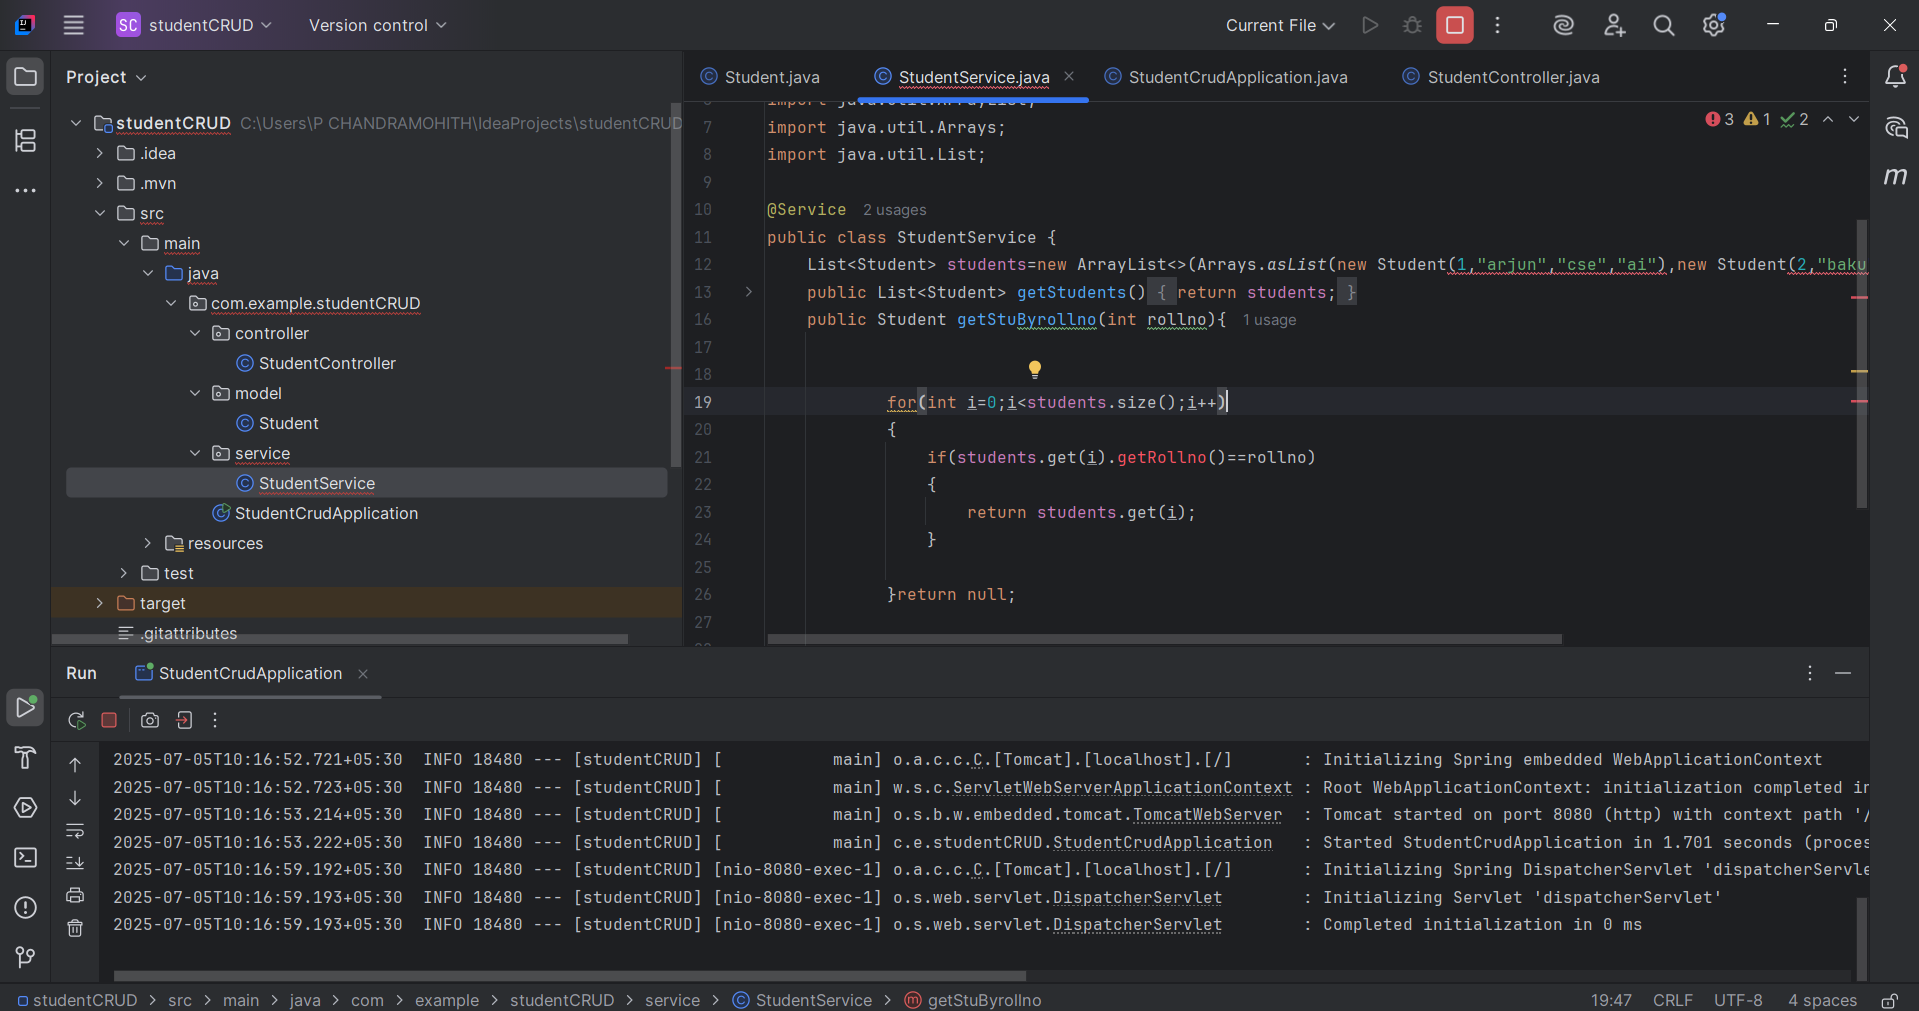 SC studentCRUD Version control Current File
Project
Student.java StudentService.java StudentCrudApplication.java StudentController.java
studentCRUD C:\Users\P CHANDRAMOHITH\IdeaProjects\studentCRUD
.idea
.mvn
src
main
java
com.example.studentCRUD
controller
StudentController
model
Student
service
StudentService
StudentCrudApplication
resources
test
target
.gitattributes
3 1 2
6 import java.util.ArrayList;
7 import java.util.Arrays;
8 import java.util.List;
9
10 @Service 2 usages
11 public class StudentService {
12 List<Student> students=new ArrayList<>(Arrays.asList(new Student(1,"arjun","cse","ai"),new Student(2,"baku
13 public List<Student> getStudents() { return students; }
16 public Student getStuByrollno(int rollno){ 1 usage
17
18
19 for(int i=0;i<students.size();i++)
20 {
21 if(students.get(i).getRollno()==rollno)
22 {
23 return students.get(i);
24 }
25
26 }return null;
27
Run StudentCrudApplication
2025-07-05T10:16:52.721+05:30 INFO 18480 --- [studentCRUD] [ main] o.a.c.c.C.[Tomcat].[localhost].[/] : Initializing Spring embedded WebApplicationContext
2025-07-05T10:16:52.723+05:30 INFO 18480 --- [studentCRUD] [ main] w.s.c.ServletWebServerApplicationContext : Root WebApplicationContext: initialization completed in
2025-07-05T10:16:53.214+05:30 INFO 18480 --- [studentCRUD] [ main] o.s.b.w.embedded.tomcat.TomcatWebServer : Tomcat started on port 8080 (http) with context path '/
2025-07-05T10:16:53.222+05:30 INFO 18480 --- [studentCRUD] [ main] c.e.studentCRUD.StudentCrudApplication : Started StudentCrudApplication in 1.701 seconds (proces
2025-07-05T10:16:59.192+05:30 INFO 18480 --- [studentCRUD] [nio-8080-exec-1] o.a.c.c.C.[Tomcat].[localhost].[/] : Initializing Spring DispatcherServlet 'dispatcherServle
2025-07-05T10:16:59.193+05:30 INFO 18480 --- [studentCRUD] [nio-8080-exec-1] o.s.web.servlet.DispatcherServlet : Initializing Servlet 'dispatcherServlet'
2025-07-05T10:16:59.193+05:30 INFO 18480 --- [studentCRUD] [nio-8080-exec-1] o.s.web.servlet.DispatcherServlet : Completed initialization in 0 ms
studentCRUD > src > main > java > com > example > studentCRUD > service > StudentService > getStuByrollno 19:47 CRLF UTF-8 4 spaces